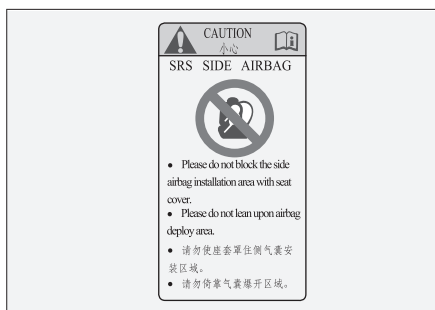 CAUTION
小心
SRS SIDE AIRBAG
● Please do not block the side
airbag installation area with seat
cover.
● Please do not lean upon airbag
deploy area.
● 请勿使座套罩住侧气囊安
装区域。
● 请勿倚靠气囊爆开区域。